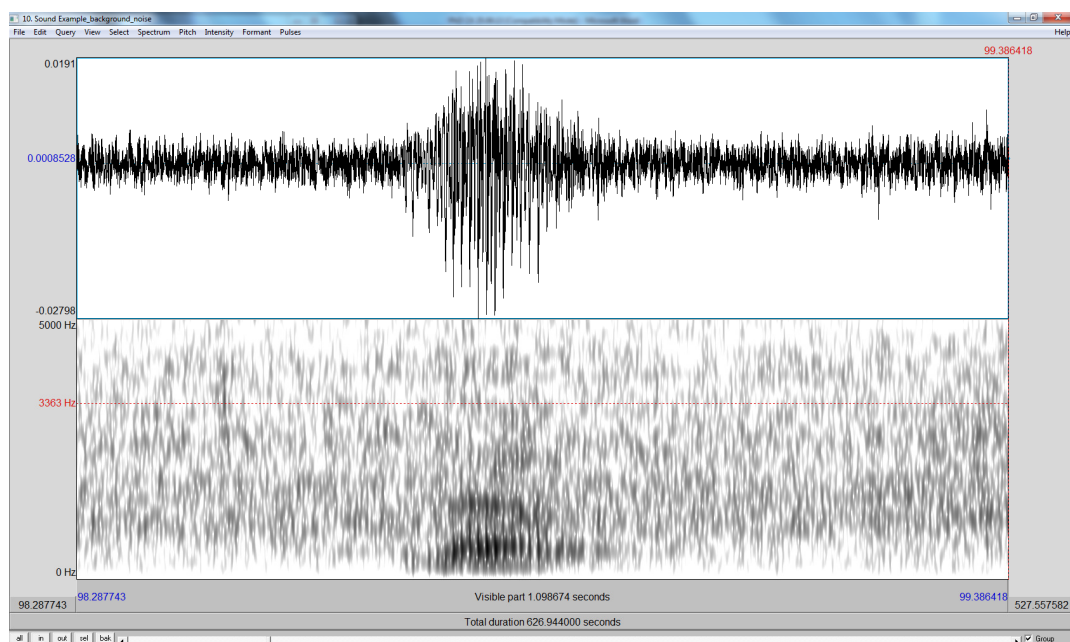 10. Sound Example_background_noise
File Edit Query View Select Spectrum Pitch Intensity Formant Pulses Help
99.386418
0.0191
0.0008528
-0.02798
5000 Hz
3363 Hz
0 Hz
98.287743 98.287743 Visible part 1.098674 seconds 99.386418 527.557582
Total duration 626.944000 seconds
all in out sel bak Group